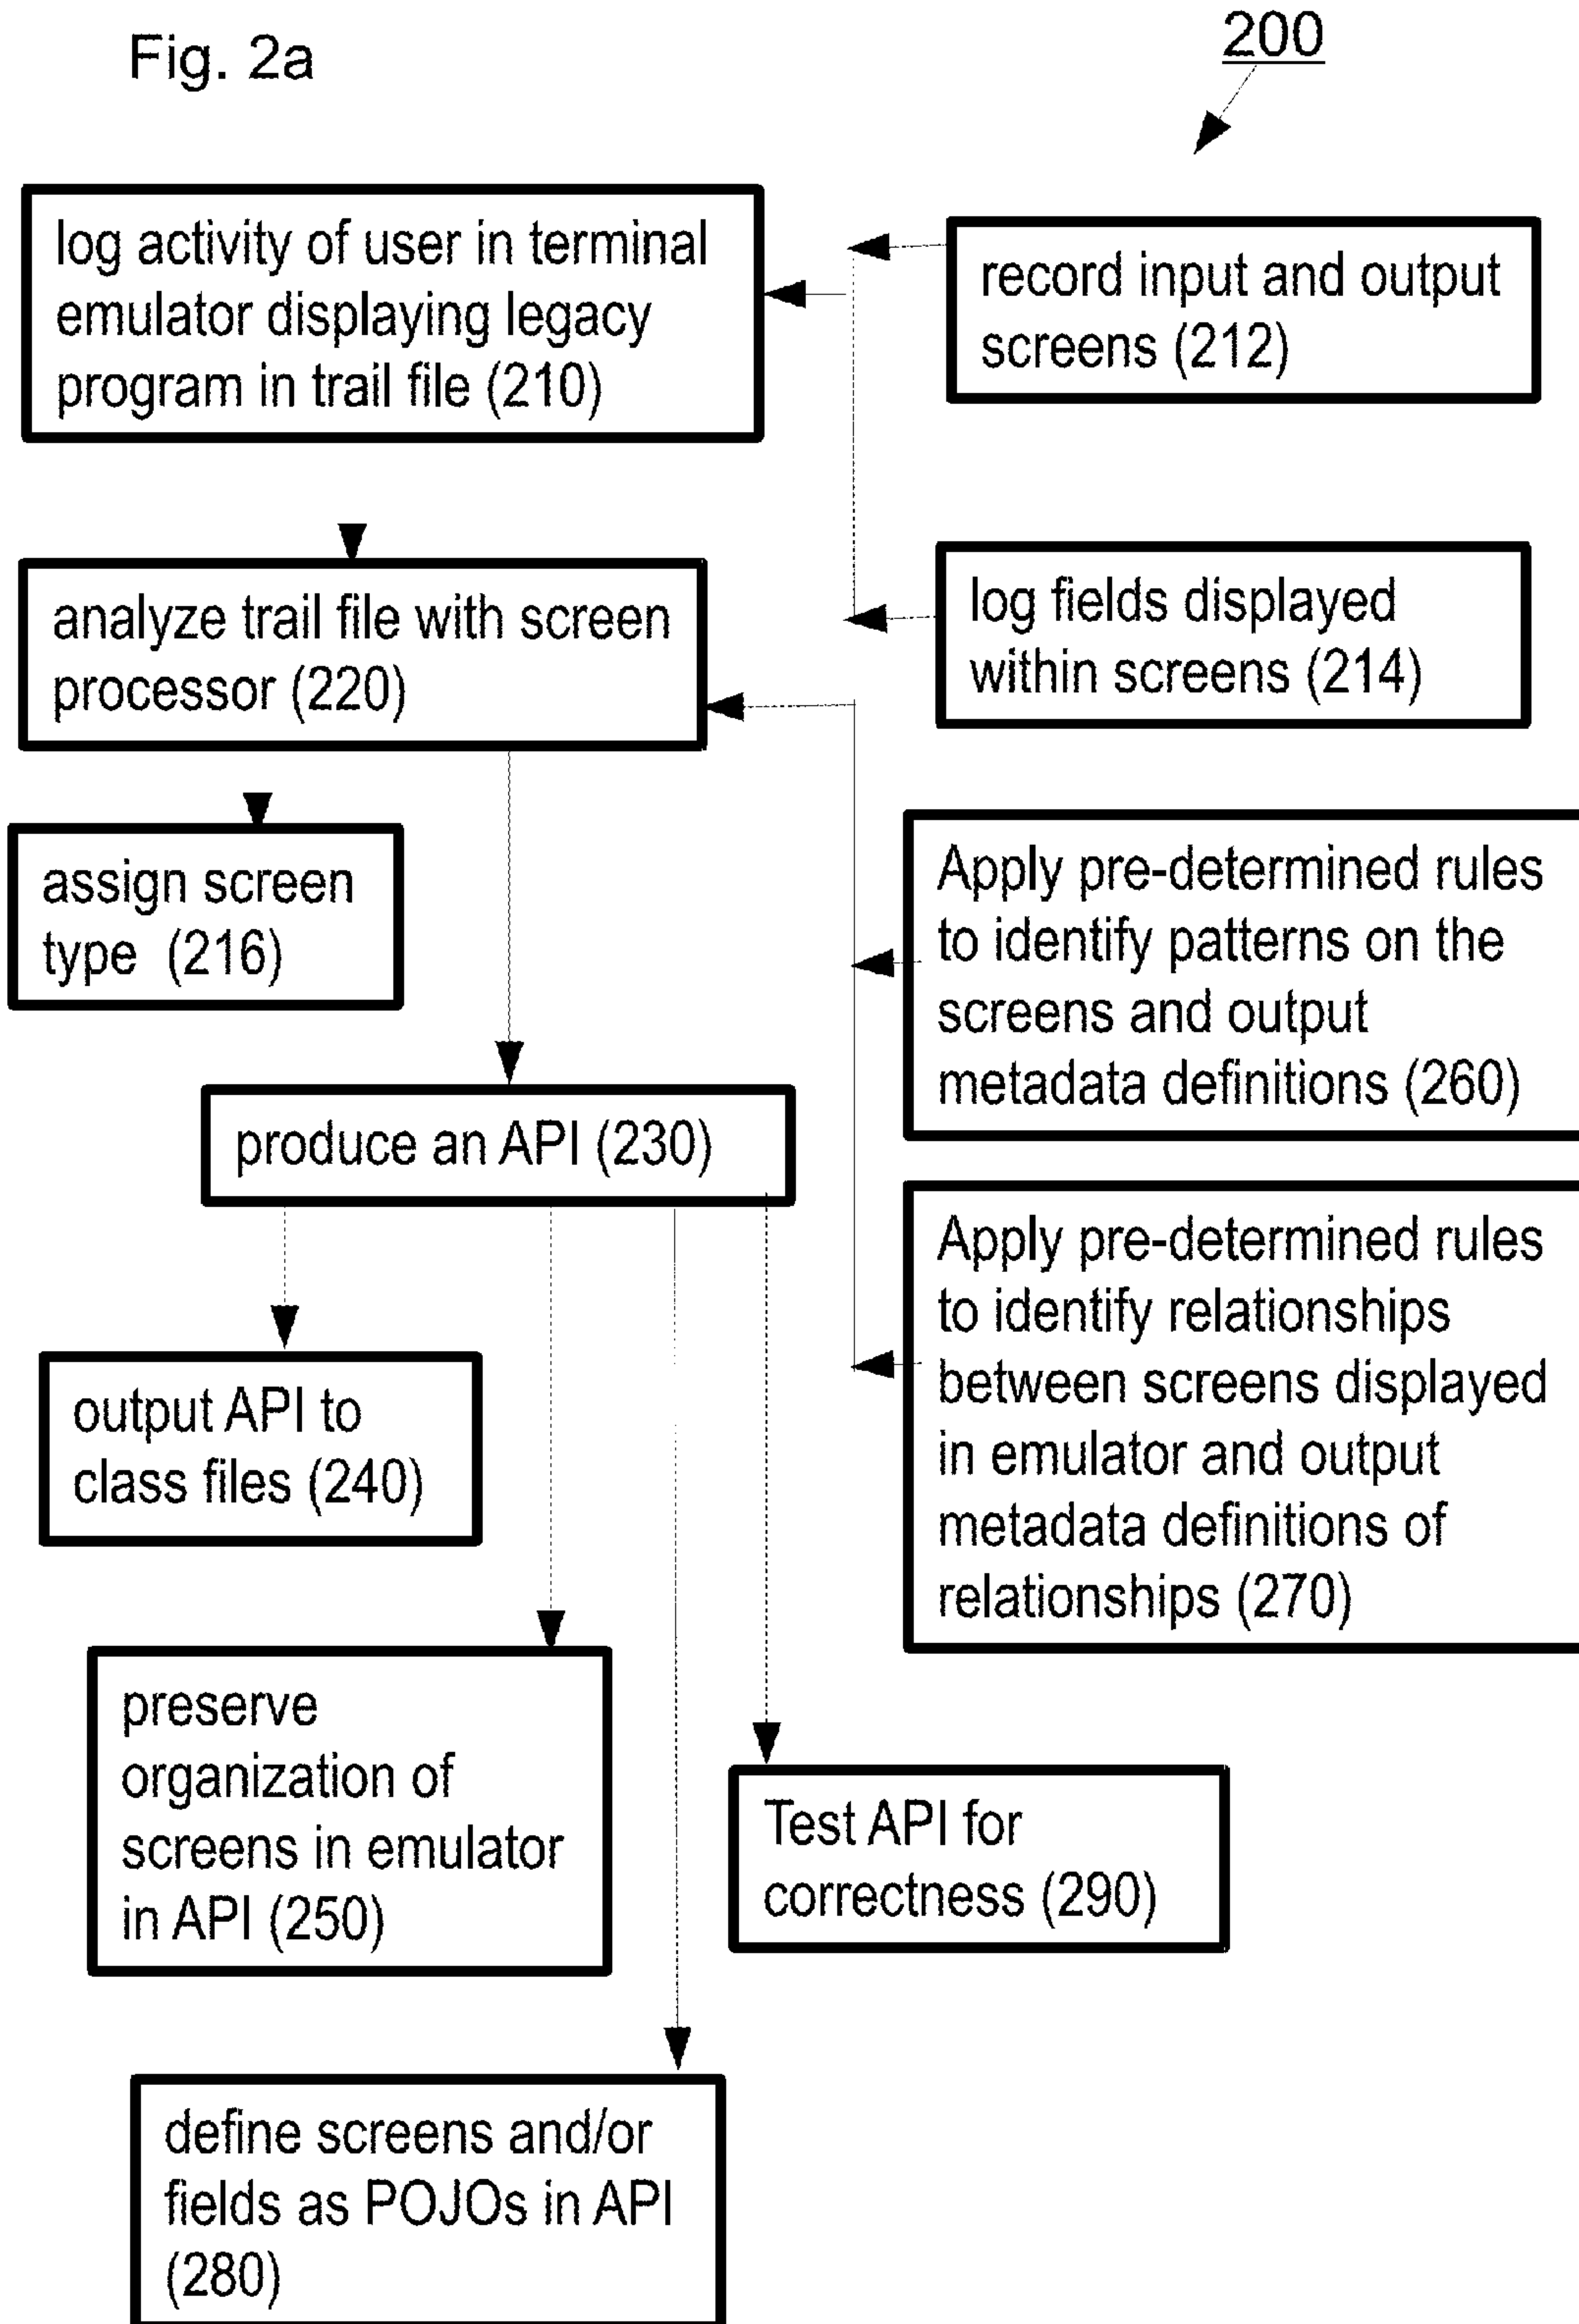 Fig. 2a
200
log activity of user in terminal
emulator displaying legacy
program in trail file (210)
record input and output
screens (212)
analyze trail file with screen
processor (220)
log fields displayed
within screens (214)
assign screen
type (216)
Apply pre-determined rules
to identify patterns on the
screens and output
metadata definitions (260)
produce an API (230)
Apply pre-determined rules
to identify relationships
between screens displayed
in emulator and output
metadata definitions of
relationships (270)
output API to
class files (240)
preserve
organization of
screens in emulator
in API (250)
Test API for
correctness (290)
define screens and/or
fields as POJOs in API
(280)